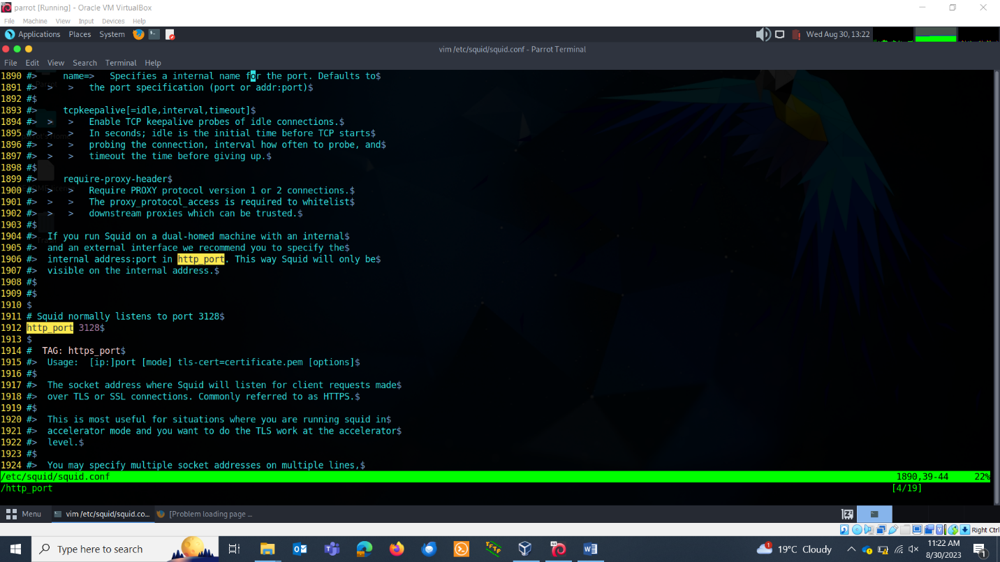 parrot [Running] - Oracle VM VirtualBox
File Machine View Input Devices Help
Applications Places System Wed Aug 30, 13:22
vim /etc/squid/squid.conf - Parrot Terminal
File Edit View Search Terminal Help
1890 #> name=> Specifies a internal name for the port. Defaults to$
1891 #> > > the port specification (port or addr:port)$
1892 #$
1893 #> tcpkeepalive[=idle,interval,timeout]$
1894 #> > > Enable TCP keepalive probes of idle connections.$
1895 #> > > In seconds; idle is the initial time before TCP starts$
1896 #> > > probing the connection, interval how often to probe, and$
1897 #> > > timeout the time before giving up.$
1898 #$
1899 #> require-proxy-header$
1900 #> > > Require PROXY protocol version 1 or 2 connections.$
1901 #> > > The proxy_protocol_access is required to whitelist$
1902 #> > > downstream proxies which can be trusted.$
1903 #$
1904 #> If you run Squid on a dual-homed machine with an internal$
1905 #> and an external interface we recommend you to specify the$
1906 #> internal address:port in http_port. This way Squid will only be$
1907 #> visible on the internal address.$
1908 #$
1909 #$
1910 $
1911 # Squid normally listens to port 3128$
1912 http_port 3128$
1913 $
1914 # TAG: https_port$
1915 #> Usage: [ip:]port [mode] tls-cert=certificate.pem [options]$
1916 #$
1917 #> The socket address where Squid will listen for client requests made$
1918 #> over TLS or SSL connections. Commonly referred to as HTTPS.$
1919 #$
1920 #> This is most useful for situations where you are running squid in$
1921 #> accelerator mode and you want to do the TLS work at the accelerator$
1922 #> level.$
1923 #$
1924 #> You may specify multiple socket addresses on multiple lines,$
/etc/squid/squid.conf 1890,39-44 22%
/http_port [4/19]
Menu vim /etc/squid/squid.co... [Problem loading page ...
Right Ctrl
Type here to search 19°C Cloudy 11:22 AM
8/30/2023